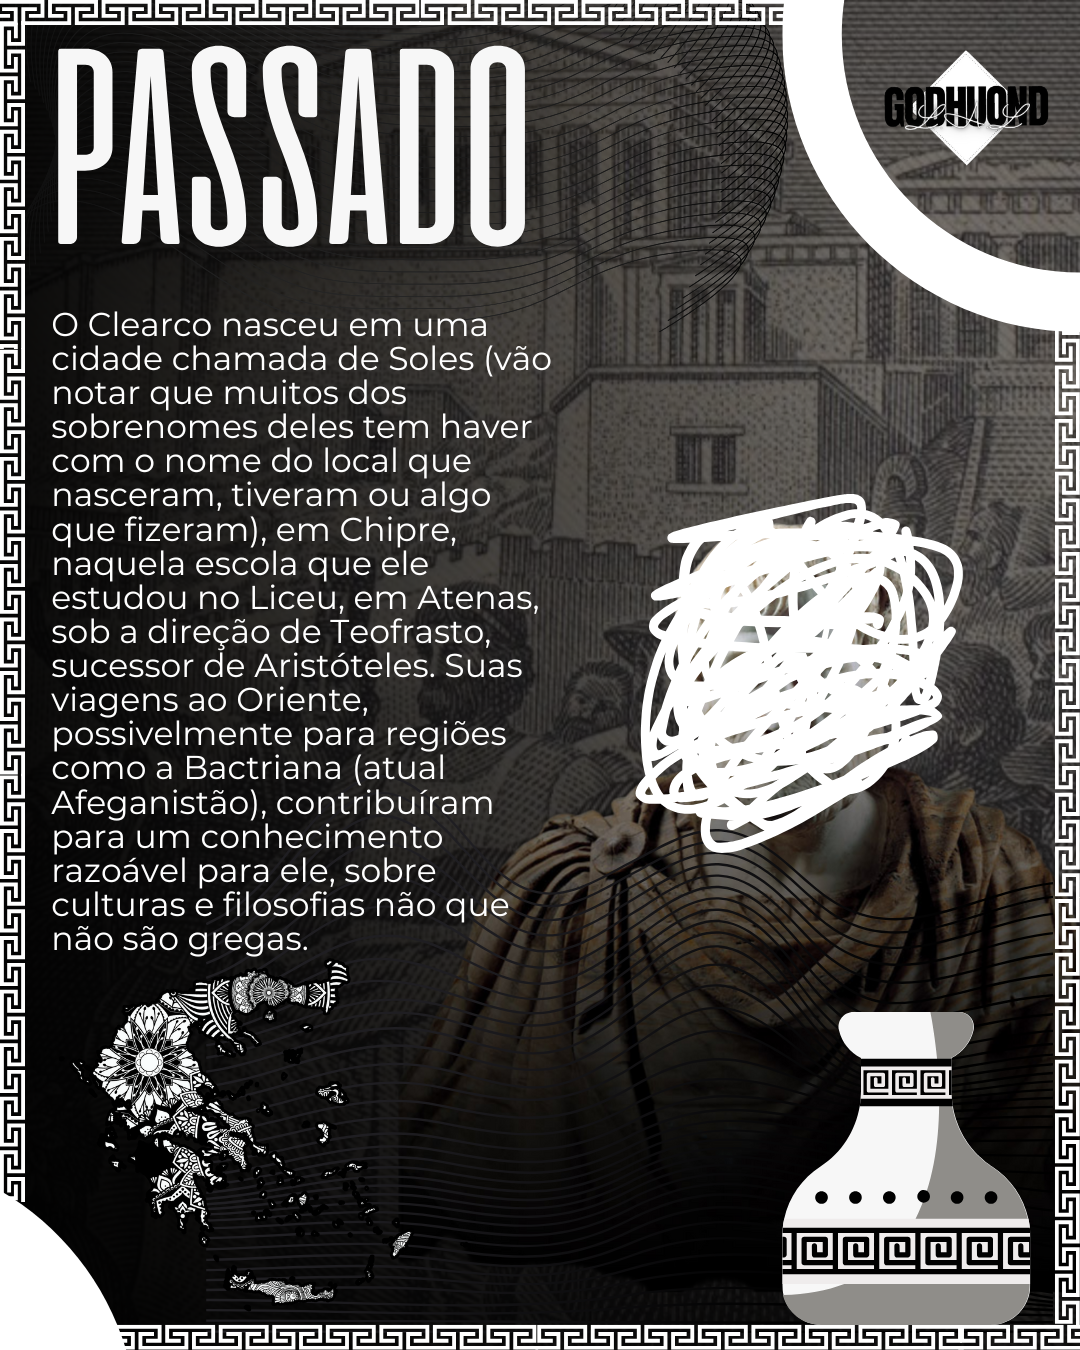 PASSADO
GODHUOND
O Clearco nasceu em uma
cidade chamada de Soles (vão
notar que muitos dos
sobrenomes deles tem haver
com o nome do local que
nasceram, tiveram ou algo
que fizeram), em Chipre,
naquela escola que ele
estudou no Liceu, em Atenas,
sob a direção de Teofrasto,
sucessor de Aristóteles. Suas
viagens ao Oriente,
possivelmente para regiões
como a Bactriana (atual
Afeganistão), contribuíram
para um conhecimento
razoável para ele, sobre
culturas e filosofias não que
não são gregas.